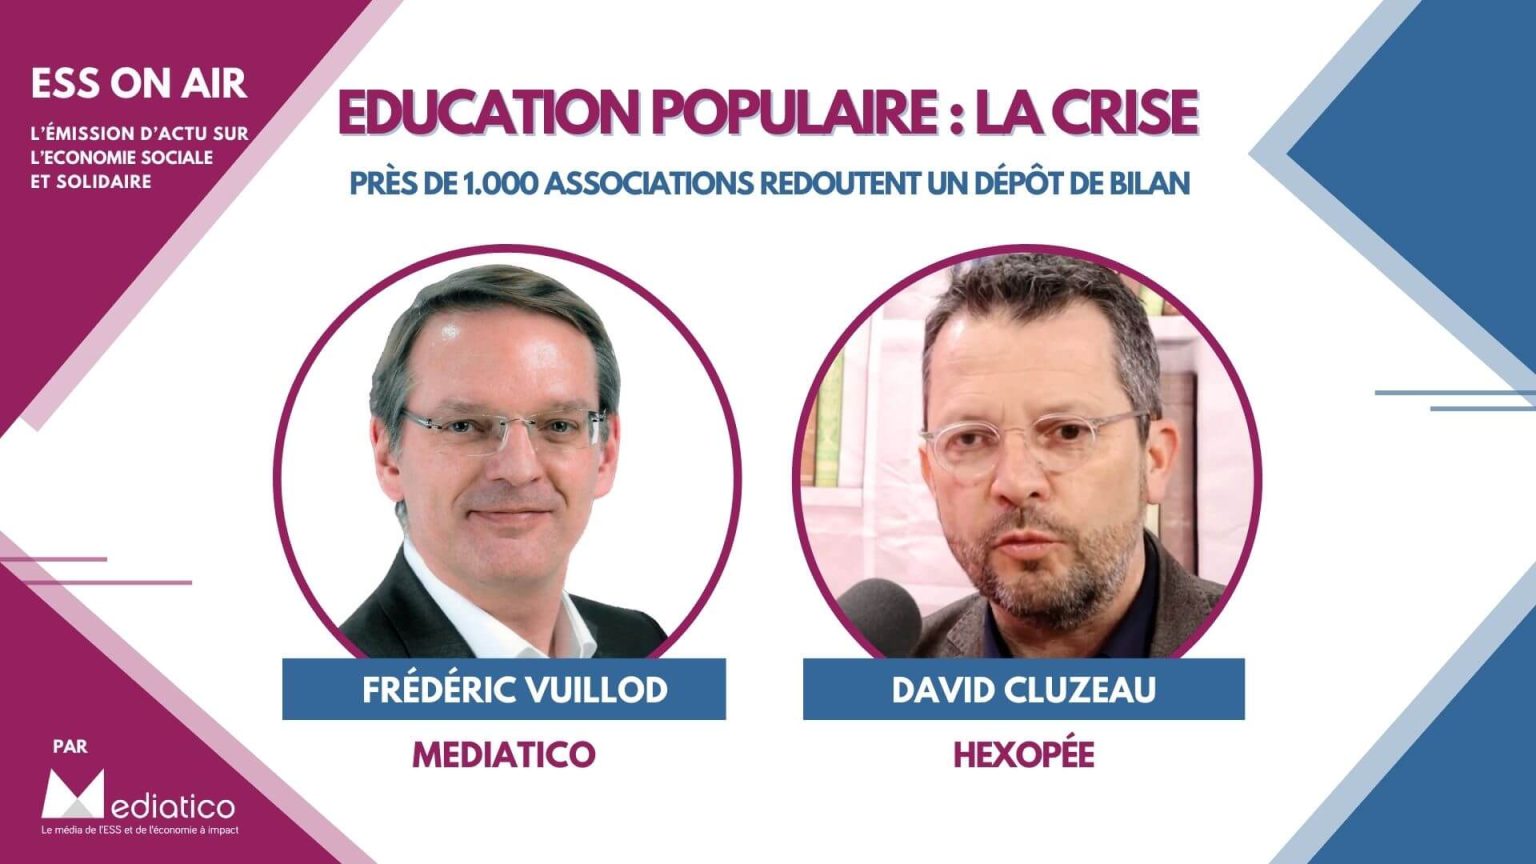 ESS ON AIR
L’ÉMISSION D’ACTU SUR
L’ECONOMIE SOCIALE
ET SOLIDAIRE
EDUCATION POPULAIRE : LA CRISE
PRÈS DE 1.000 ASSOCIATIONS REDOUTENT UN DÉPÔT DE BILAN
FRÉDÉRIC VUILLOD
MEDIATICO
DAVID CLUZEAU
HEXOPÉE
PAR
Mediatico
Le média de l'ESS et de l'économie à impact